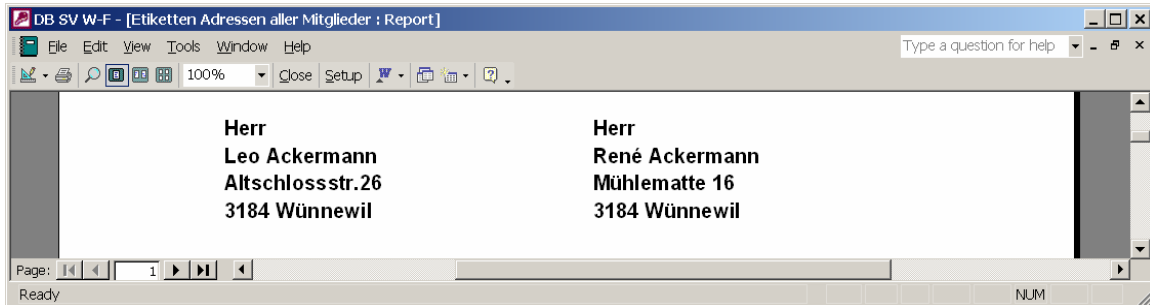 DB SV W-F - [Etiketten Adressen aller Mitglieder : Report]
File Edit View Tools Window Help Type a question for help
100% Close Setup
Herr
Leo Ackermann
Altschlossstr.26
3184 Wünnewil
Herr
René Ackermann
Mühlematte 16
3184 Wünnewil
Page: 1
Ready NUM